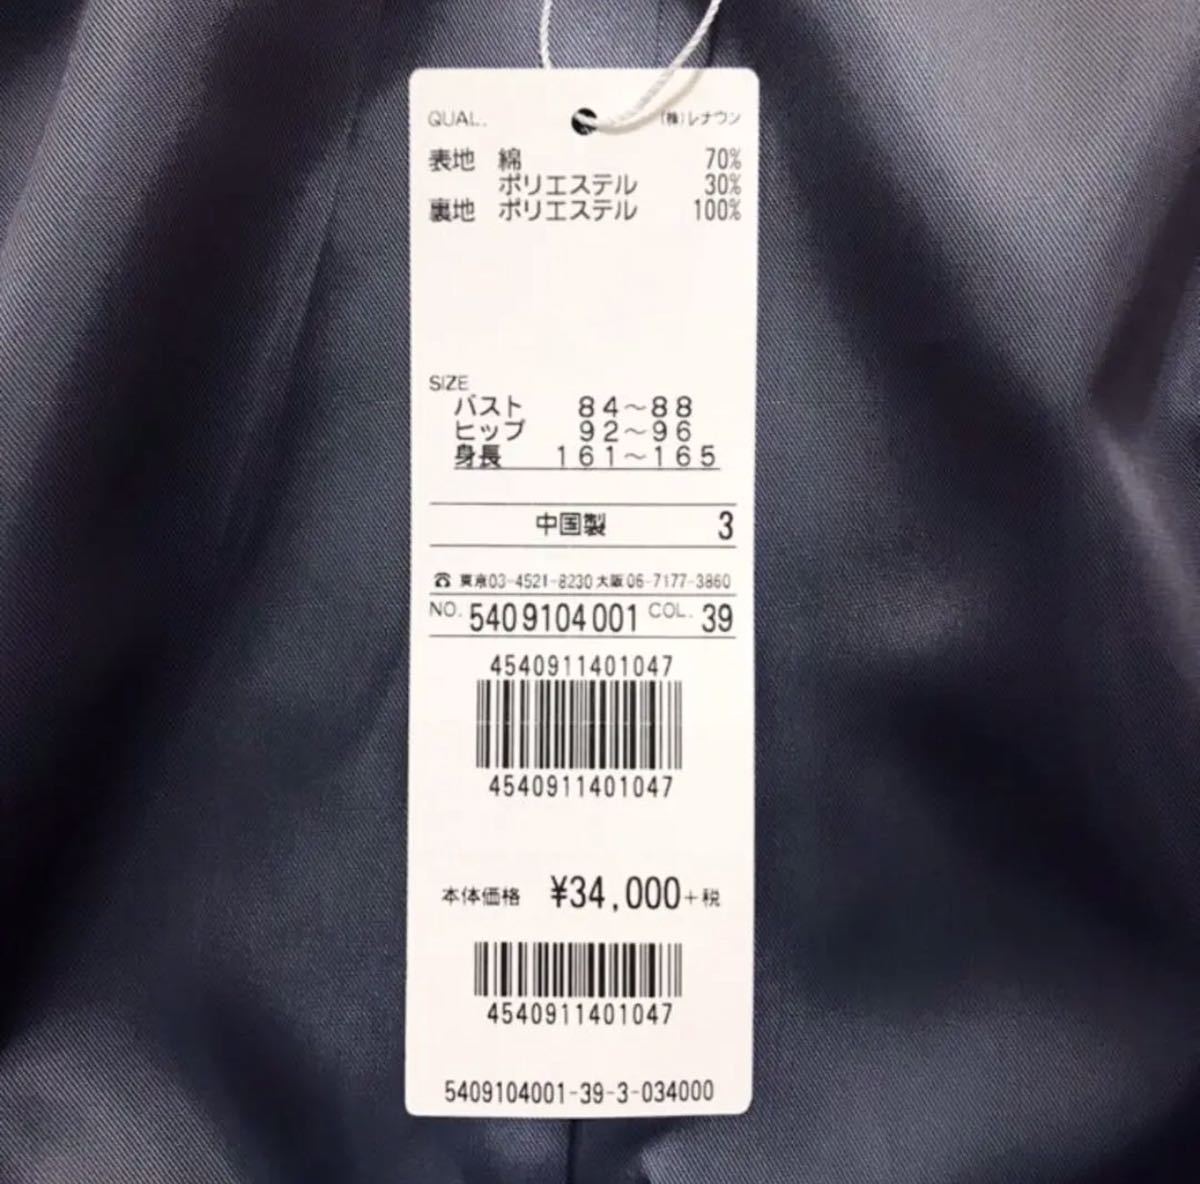 QUAL. (株)レナウン
表地 綿 70%
ポリエステル 30%
裏地 ポリエステル 100%
SIZE
バスト 84～88
ヒップ 92～96
身長 161～165
中国製 3
☎ 東京03-4521-8230 大阪06-7177-3860
NO. 5409104001 COL. 39
4540911401047
4540911401047
本体価格 ¥34,000+税
4540911401047
5409104001-39-3-034000